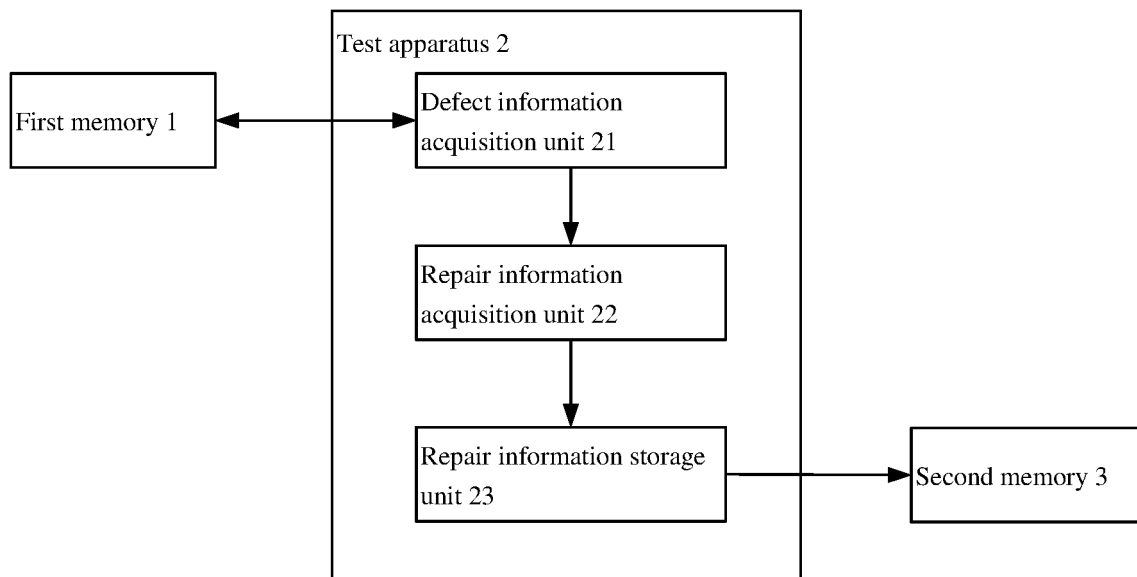 Test apparatus 2
First memory 1
Defect information
acquisition unit 21
Repair information
acquisition unit 22
Repair information storage
unit 23
Second memory 3